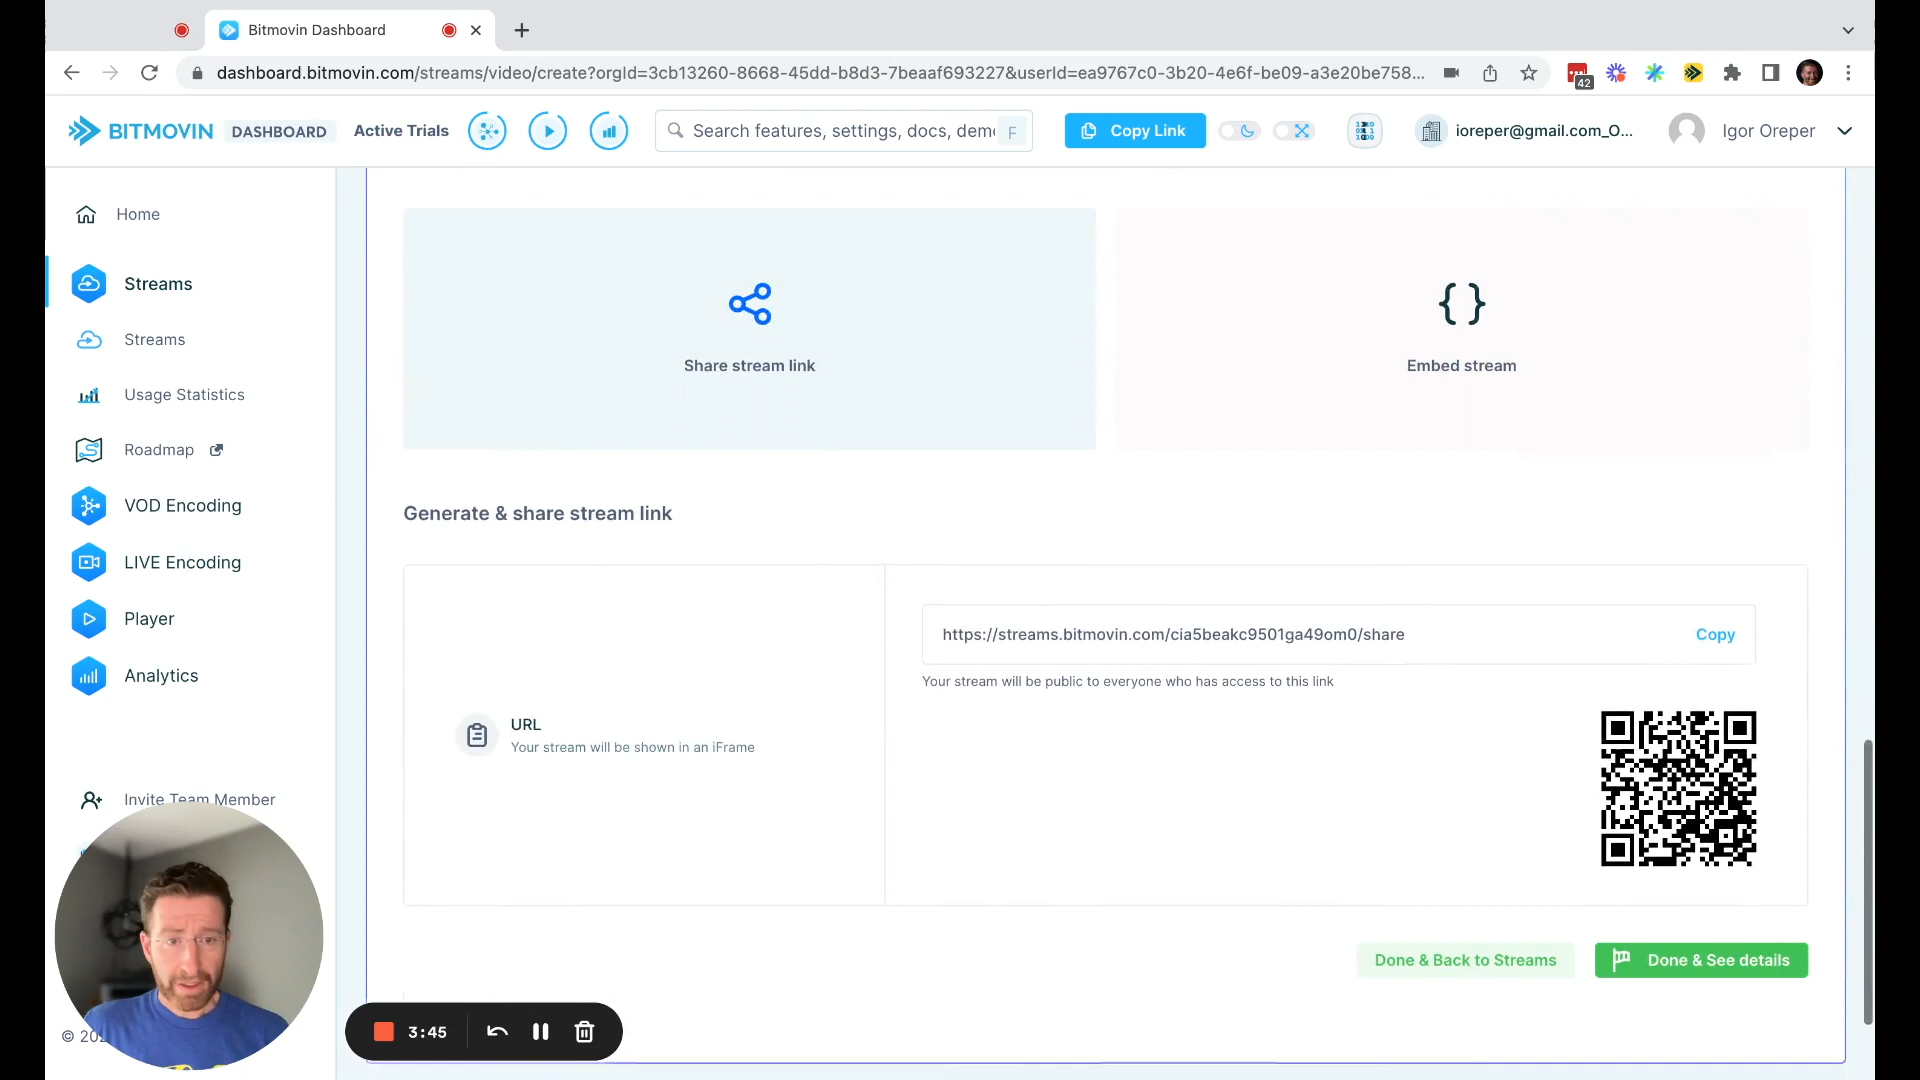 Bitmovin Dashboard
dashboard.bitmovin.com/streams/video/create?orgId=3cb13260-8668-45dd-b8d3-7beaaf693227&userId=ea9767c0-3b20-4e6f-be09-a3e20be758...
42
BITMOVIN DASHBOARD
Active Trials
Search features, settings, docs, demo
F
Copy Link
ioreper@gmail.com_O...
Igor Oreper
Home
Streams
Streams
Usage Statistics
Roadmap
VOD Encoding
LIVE Encoding
Player
Analytics
Invite Team Member
Share stream link
Embed stream
Generate & share stream link
URL
Your stream will be shown in an iFrame
https://streams.bitmovin.com/cia5beakc9501ga49om0/share
Copy
Your stream will be public to everyone who has access to this link
Done & Back to Streams
Done & See details
3:45